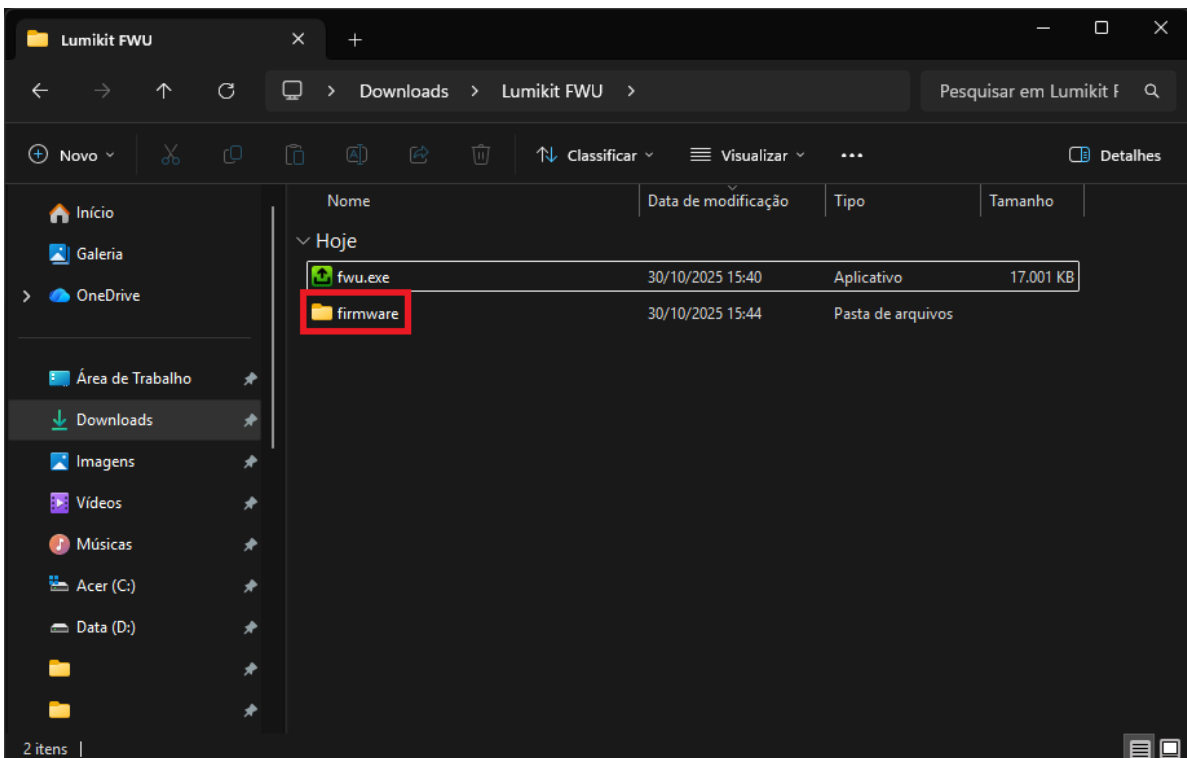 Lumikit FWU
Downloads > Lumikit FWU >
Pesquisar em Lumikit F
Novo
Classificar
Visualizar
Detalhes
Início
Galeria
OneDrive
Área de Trabalho
Downloads
Imagens
Vídeos
Músicas
Acer (C:)
Data (D:)
Nome Data de modificação Tipo Tamanho
Hoje
fwu.exe 30/10/2025 15:40 Aplicativo 17.001 KB
firmware 30/10/2025 15:44 Pasta de arquivos
2 itens